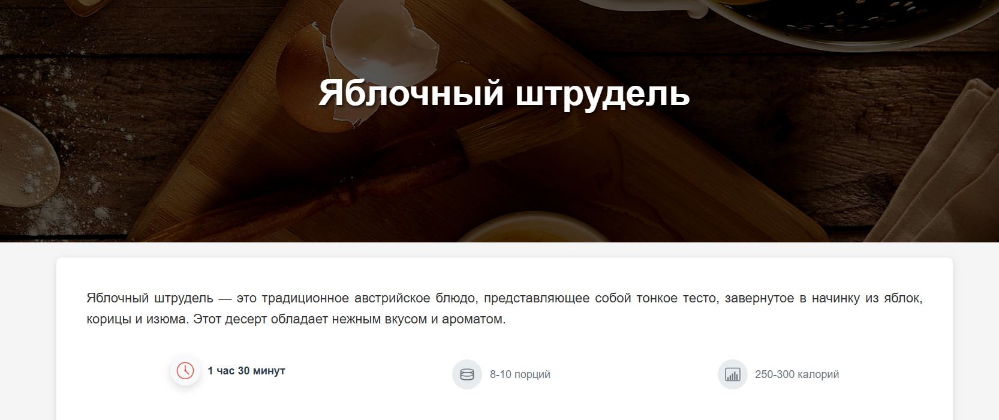 Яблочный штрудель
Яблочный штрудель — это традиционное австрийское блюдо, представляющее собой тонкое тесто, завернутое в начинку из яблок,
корицы и изюма. Этот десерт обладает нежным вкусом и ароматом.
1 час 30 минут
8-10 порций
250-300 калорий